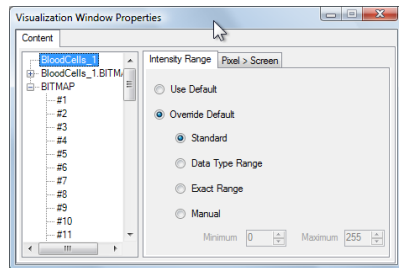 Visualization Window Properties
Content
BloodCells_1
BloodCells_1.BITM
BITMAP
#1
#2
#3
#4
#5
#6
#7
#8
#9
#10
#11
Intensity Range
Pixel > Screen
Use Default
Override Default
Standard
Data Type Range
Exact Range
Manual
Minimum 0 Maximum 255